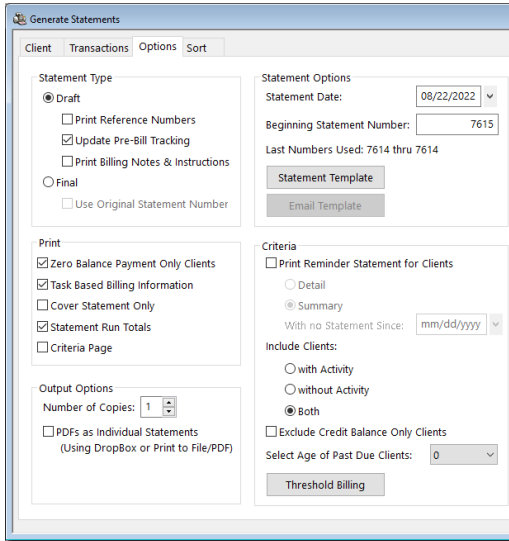 Generate Statements
Client Transactions Options Sort
Statement Type
Draft
Print Reference Numbers
Update Pre-Bill Tracking
Print Billing Notes & Instructions
Final
Use Original Statement Number
Print
Zero Balance Payment Only Clients
Task Based Billing Information
Cover Statement Only
Statement Run Totals
Criteria Page
Output Options
Number of Copies: 1
PDFs as Individual Statements
(Using DropBox or Print to File/PDF)
Statement Options
Statement Date: 08/22/2022
Beginning Statement Number: 7615
Last Numbers Used: 7614 thru 7614
Statement Template
Email Template
Criteria
Print Reminder Statement for Clients
Detail
Summary
With no Statement Since: mm/dd/yyyy
Include Clients:
with Activity
without Activity
Both
Exclude Credit Balance Only Clients
Select Age of Past Due Clients: 0
Threshold Billing